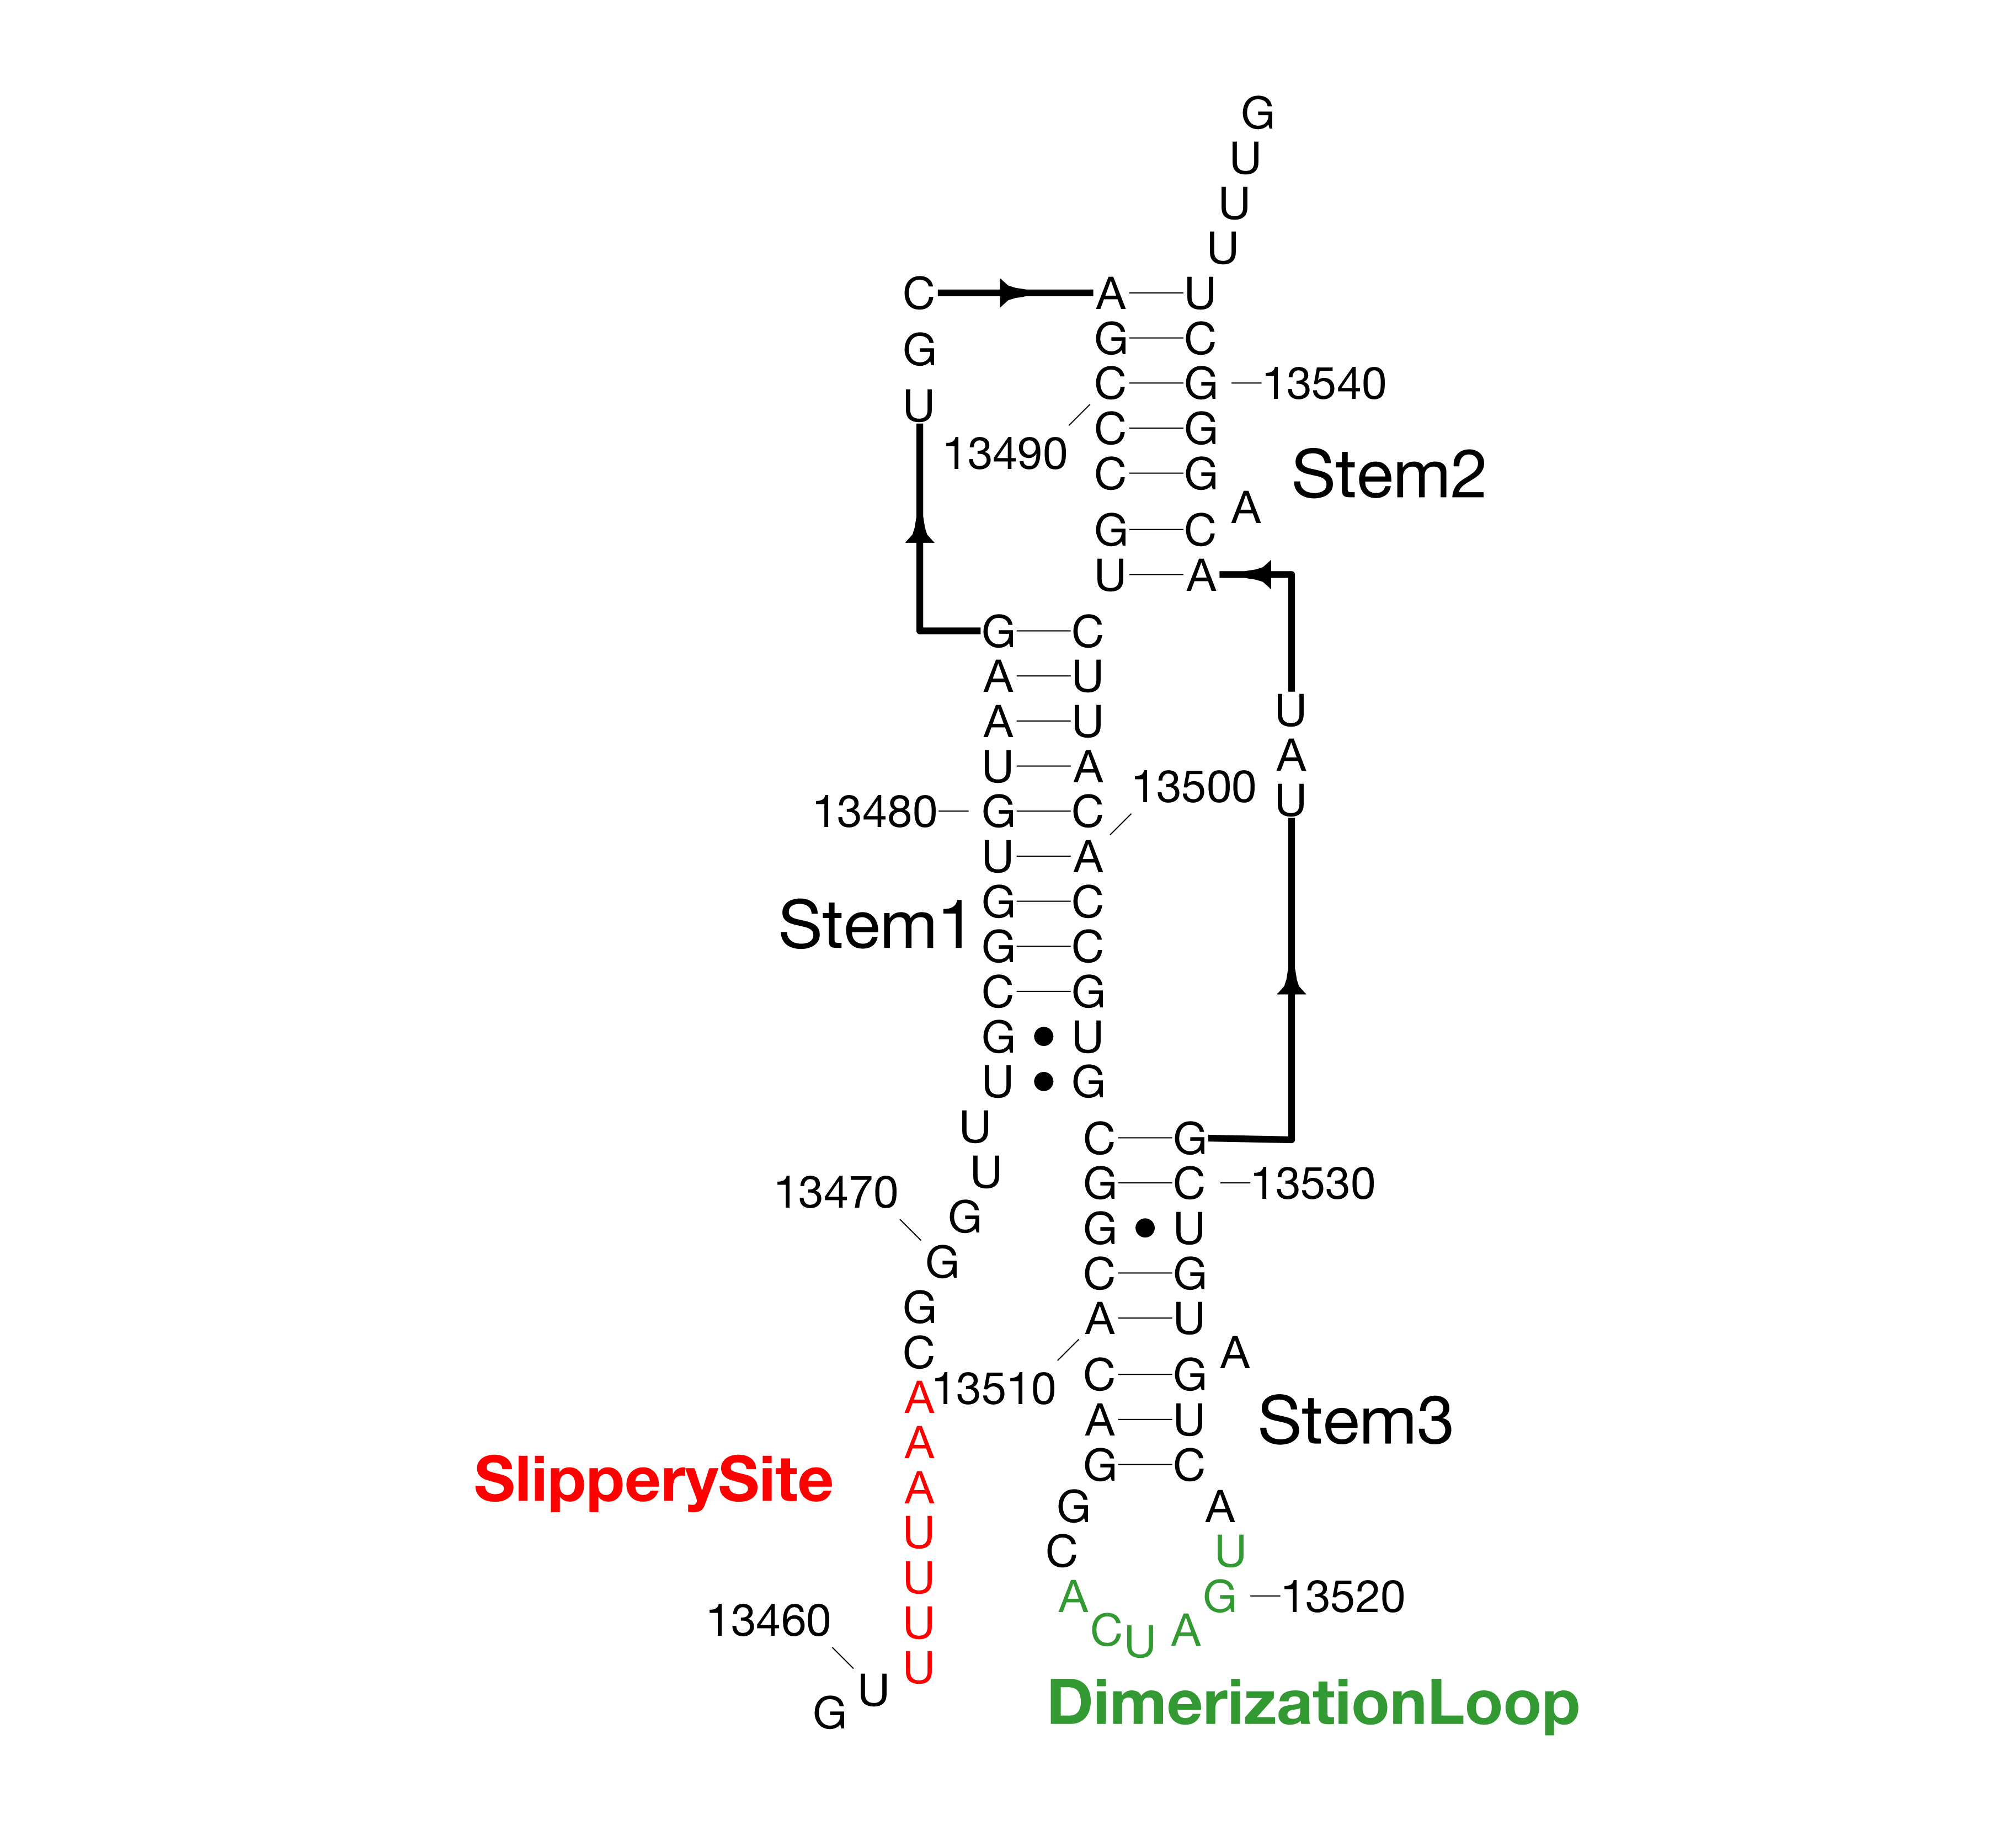 G
U
U
U
C A U
G C
G G
C G 13540
U C G
13490 C G
Stem2
A
G C
U A
G C
A U
A U
U A
U
A
U
13500
13480 G C
U A
G C
Stem1
G C
C G
G U
U G
U
C G
U
G C 13530
13470
G
G U
G
C G
G
A U
C
A
13510
C G
A
A U
Stem3
A
G C
SlipperySite
A
G A
U
C U
U
A G 13520
U
13460
C U A
U
U
G
DimerizationLoop